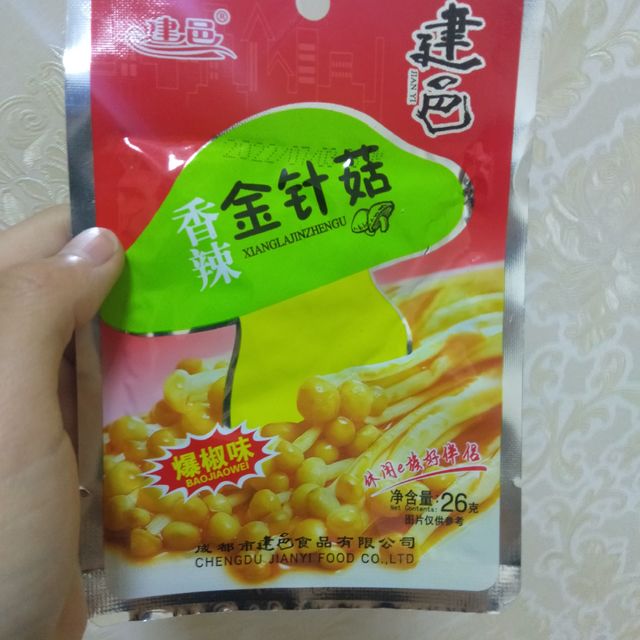 建邑®
建邑
JIAN YI
香辣
金针菇
XIANGLAJINZHENGU
爆椒味
BAOJIAOWEI
休闲e族好伴侣
净含量:26克
Net Contents:
图片仅供参考
成都市建邑食品有限公司
CHENGDU JIANYI FOOD CO.,LTD